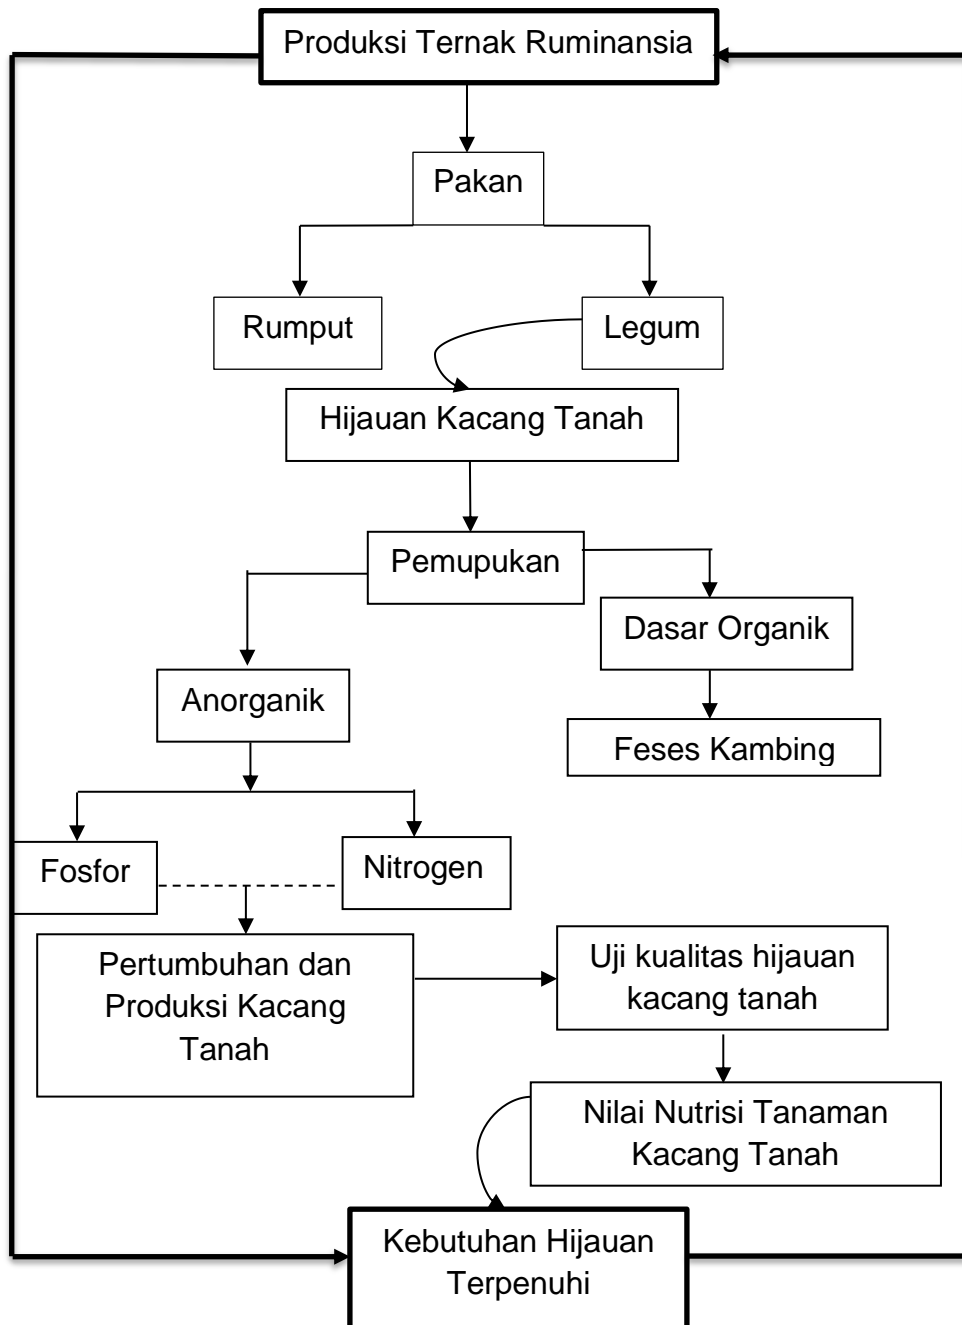 Produksi Ternak Ruminansia
Pakan
Rumput
Legum
Hijauan Kacang Tanah
Pemupukan
Dasar Organik
Anorganik
Feses Kambing
Fosfor
Nitrogen
Pertumbuhan dan
Produksi Kacang
Tanah
Uji kualitas hijauan
kacang tanah
Nilai Nutrisi Tanaman
Kacang Tanah
Kebutuhan Hijauan
Terpenuhi